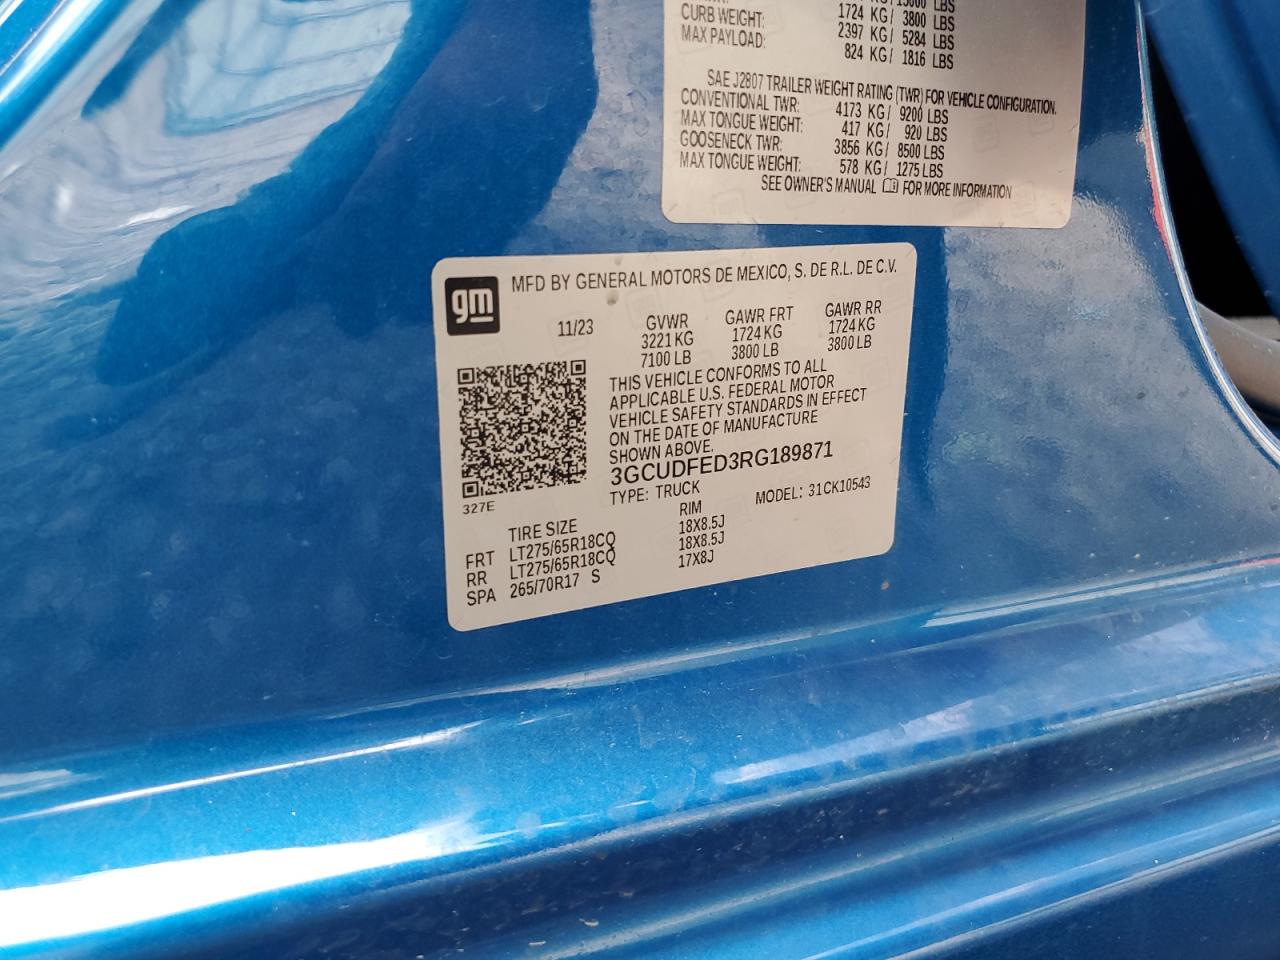 15000 LBS
CURB WEIGHT: 1724 KG/ 3800 LBS
MAX PAYLOAD: 2397 KG/ 5284 LBS
824 KG/ 1816 LBS
SAE J2807 TRAILER WEIGHT RATING (TWR) FOR VEHICLE CONFIGURATION.
CONVENTIONAL TWR: 4173 KG/ 9200 LBS
MAX TONGUE WEIGHT: 417 KG/ 920 LBS
GOOSENECK TWR: 3856 KG/ 8500 LBS
MAX TONGUE WEIGHT: 578 KG/ 1275 LBS
SEE OWNER'S MANUAL FOR MORE INFORMATION
gm
MFD BY GENERAL MOTORS DE MEXICO, S. DE R.L. DE C.V.
11/23 GVWR GAWR FRT GAWR RR
3221 KG 1724 KG 1724 KG
7100 LB 3800 LB 3800 LB
THIS VEHICLE CONFORMS TO ALL
APPLICABLE U.S. FEDERAL MOTOR
VEHICLE SAFETY STANDARDS IN EFFECT
ON THE DATE OF MANUFACTURE
SHOWN ABOVE.
3GCUDFED3RG189871
327E
TYPE: TRUCK MODEL: 31CK10543
TIRE SIZE RIM
FRT LT275/65R18CQ 18X8.5J
RR LT275/65R18CQ 18X8.5J
SPA 265/70R17 S 17X8J